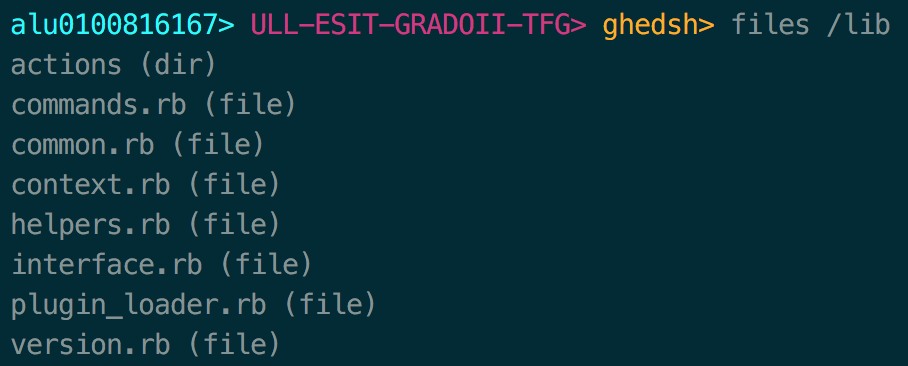 alu0100816167> ULL-ESIT-GRADOII-TFG> ghedsh> files /lib
actions (dir)
commands.rb (file)
common.rb (file)
context.rb (file)
helpers.rb (file)
interface.rb (file)
plugin_loader.rb (file)
version.rb (file)